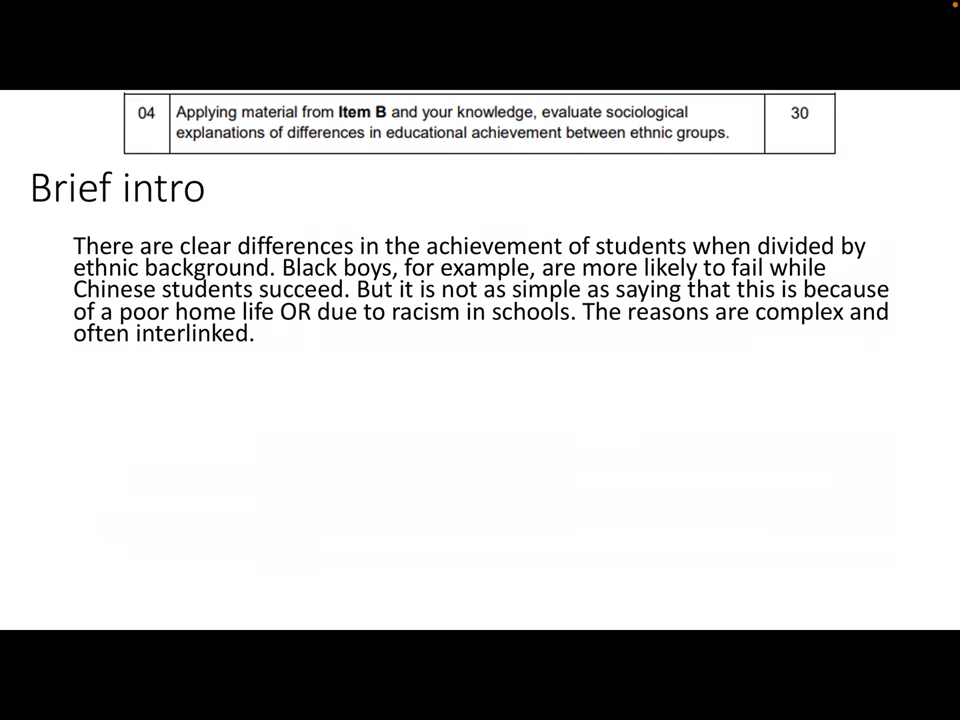 04
Applying material from Item B and your knowledge, evaluate sociological
explanations of differences in educational achievement between ethnic groups.
30
Brief intro
There are clear differences in the achievement of students when divided by
ethnic background. Black boys, for example, are more likely to fail while
Chinese students succeed. But it is not as simple as saying that this is because
of a poor home life OR due to racism in schools. The reasons are complex and
often interlinked.